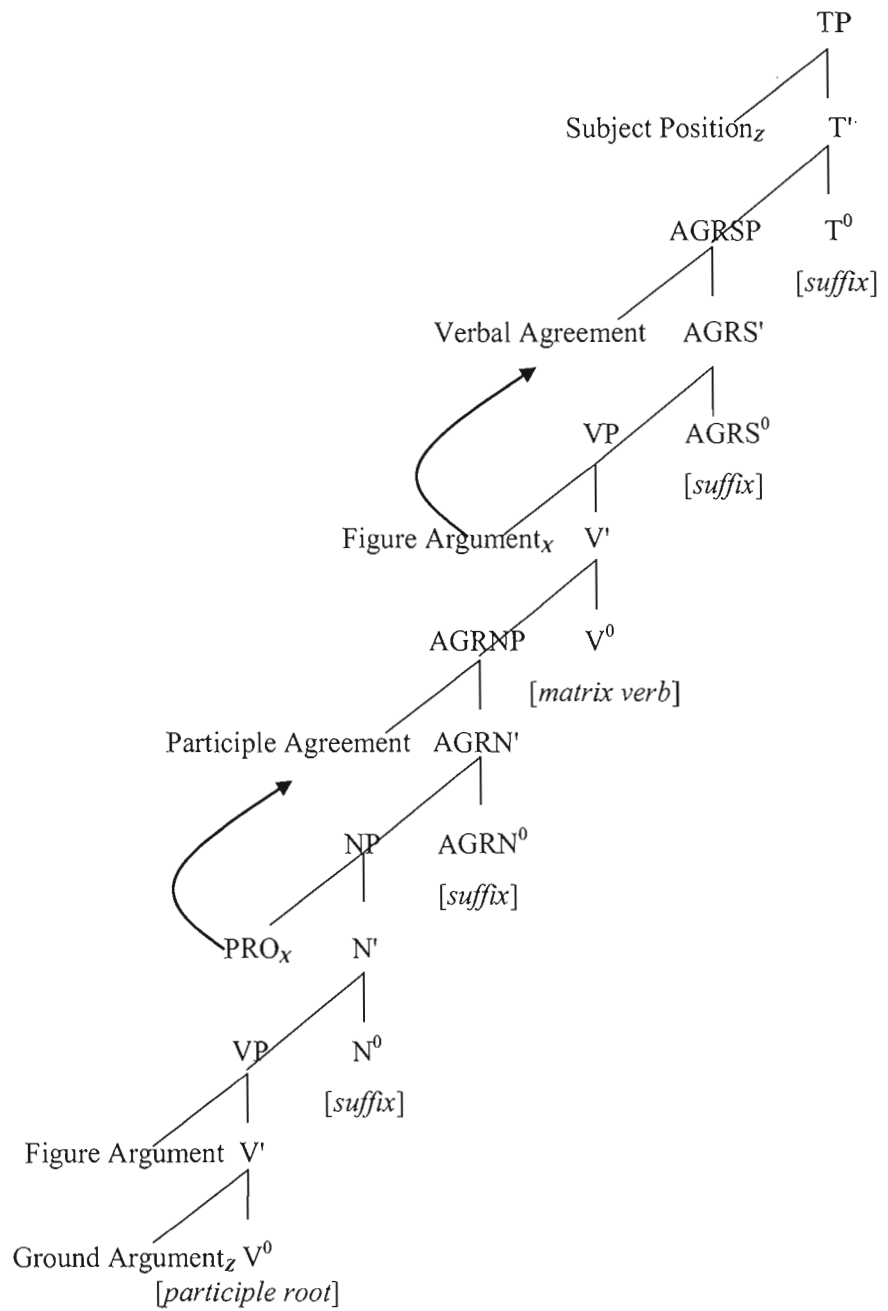 TP
Subject Positionz T'
AGRSP T⁰
[suffix]
Verbal Agreement AGRS'
VP AGRS⁰
[suffix]
Figure Argumentx V'
AGRNP V⁰
[matrix verb]
Participle Agreement AGRN'
NP AGRN⁰
[suffix]
PROx N'
VP N⁰
[suffix]
Figure Argument V'
Ground Argumentz V⁰
[participle root]